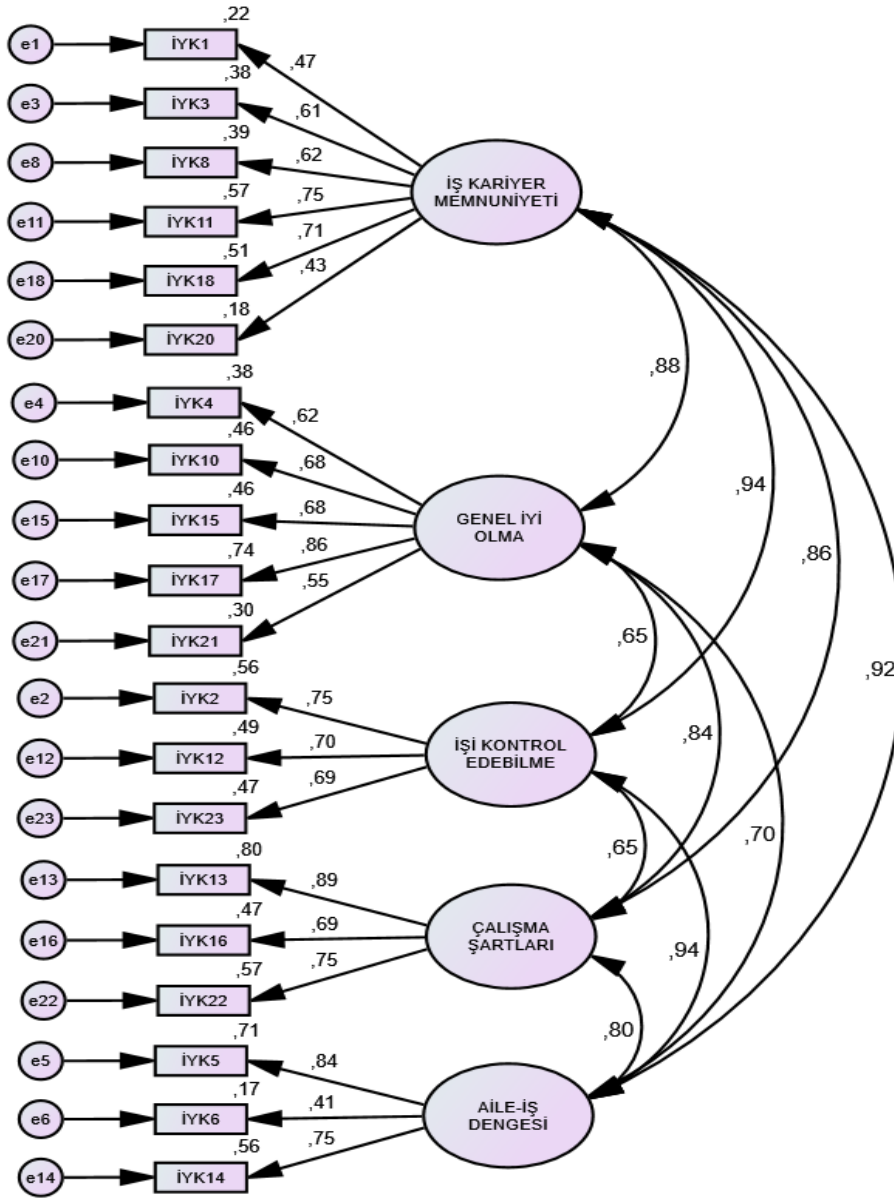 ,22
e1 İYK1 ,47
,38
e3 İYK3 ,61
,39
e8 İYK8 ,62
,57
e11 İYK11 ,75
,51
e18 İYK18 ,71
,43
,18
e20 İYK20
İŞ KARİYER
MEMNUNİYETİ
,38
e4 İYK4 ,62
,46
e10 İYK10 ,68
,46
e15 İYK15 ,68
,74
e17 İYK17 ,86
,55
,30
e21 İYK21
GENEL İYİ
OLMA
,56
e2 İYK2 ,75
,49
e12 İYK12 ,70
,47
e23 İYK23 ,69
İŞİ KONTROL
EDEBİLME
,80
e13 İYK13 ,89
,47
e16 İYK16 ,69
,57
e22 İYK22 ,75
ÇALIŞMA
ŞARTLARI
,71
e5 İYK5 ,84
,17
e6 İYK6 ,41
,56
e14 İYK14 ,75
AİLE-İŞ
DENGESİ
,88
,94
,86
,92
,65
,84
,70
,65
,94
,80